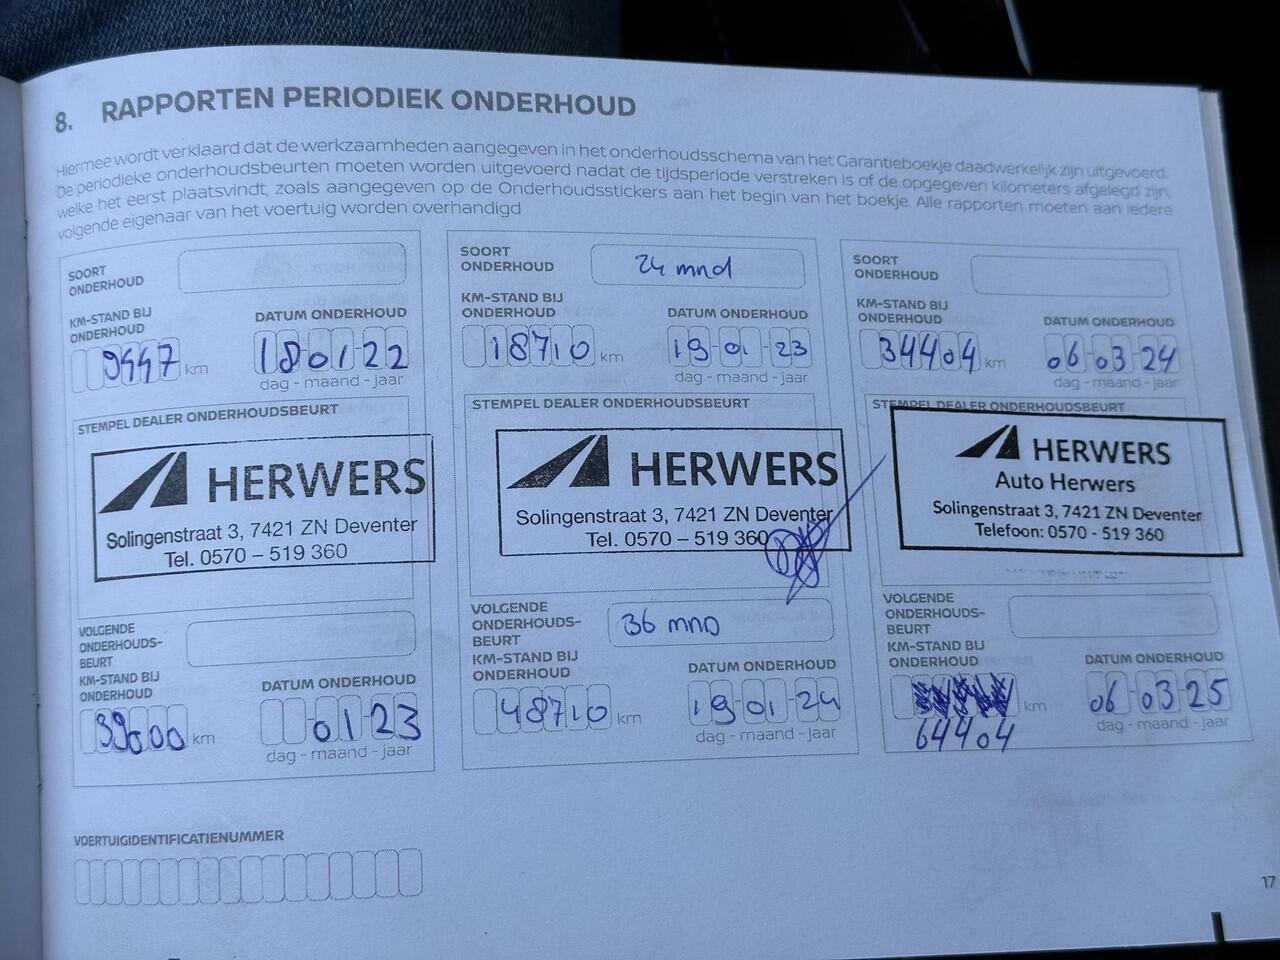 8. RAPPORTEN PERIODIEK ONDERHOUD
Hiermee wordt verklaard dat de werkzaamheden aangegeven in het onderhoudsschema van het Garantieboekje daadwerkelijk zijn uitgevoerd.
De periodieke onderhoudsbeurten moeten worden uitgevoerd nadat de tijdsperiode verstreken is of de opgegeven kilometers afgelegd zijn,
welke het eerst plaatsvindt, zoals aangegeven op de Onderhoudsstickers aan het begin van het boekje. Alle rapporten moeten aan iedere
volgende eigenaar van het voertuig worden overhandigd
SOORT
ONDERHOUD
KM-STAND BIJ
ONDERHOUD
DATUM ONDERHOUD
9447 km
18 01 22
dag - maand - jaar
STEMPEL DEALER ONDERHOUDSBEURT
HERWERS
Solingenstraat 3, 7421 ZN Deventer
Tel. 0570 – 519 360
VOLGENDE
ONDERHOUDS-
BEURT
KM-STAND BIJ
ONDERHOUD
DATUM ONDERHOUD
39000 km
01 23
dag - maand - jaar
SOORT
ONDERHOUD
24 mnd
KM-STAND BIJ
ONDERHOUD
DATUM ONDERHOUD
18710 km
19-01-23
dag - maand - jaar
STEMPEL DEALER ONDERHOUDSBEURT
HERWERS
Solingenstraat 3, 7421 ZN Deventer
Tel. 0570 – 519 360
VOLGENDE
ONDERHOUDS-
BEURT
36 mnd
KM-STAND BIJ
ONDERHOUD
DATUM ONDERHOUD
48710 km
19-01-24
dag - maand - jaar
SOORT
ONDERHOUD
KM-STAND BIJ
ONDERHOUD
DATUM ONDERHOUD
34404 km
06-03-24
dag - maand - jaar
STEMPEL DEALER ONDERHOUDSBEURT
HERWERS
Auto Herwers
Solingenstraat 3, 7421 ZN Deventer
Telefoon: 0570 - 519 360
VOLGENDE
ONDERHOUDS-
BEURT
KM-STAND BIJ
ONDERHOUD
DATUM ONDERHOUD
km
06-03-25
64404
dag - maand - jaar
VOERTUIGIDENTIFICATIENUMMER
17